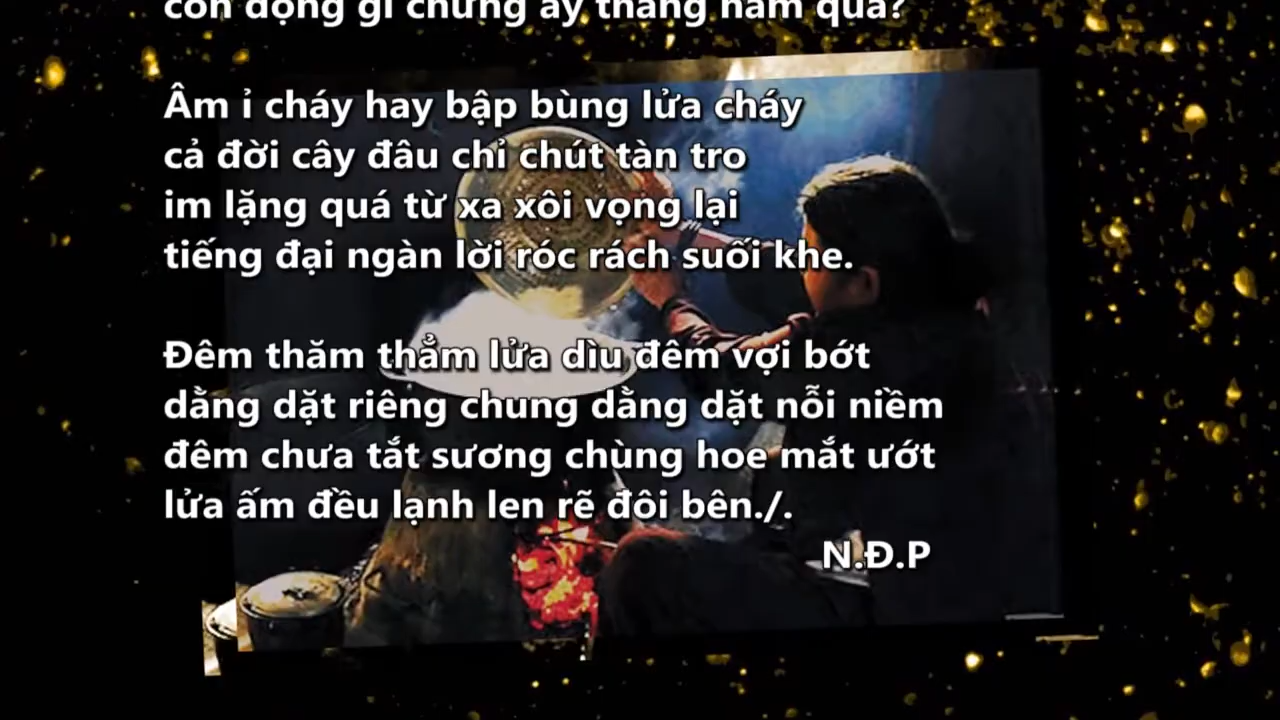 còn đọng gì chừng ấy tháng năm qua?
Âm ỉ cháy hay bập bùng lửa cháy
cả đời cây đâu chỉ chút tàn tro
im lặng quá từ xa xôi vọng lại
tiếng đại ngàn lời róc rách suối khe.
Đêm thăm thẳm lửa dìu đêm vợi bớt
dằng dặt riêng chung dằng dặt nỗi niềm
đêm chưa tắt sương chùng hoe mắt ướt
lửa ấm đều lạnh len rẽ đôi bên./.
N.Đ.P